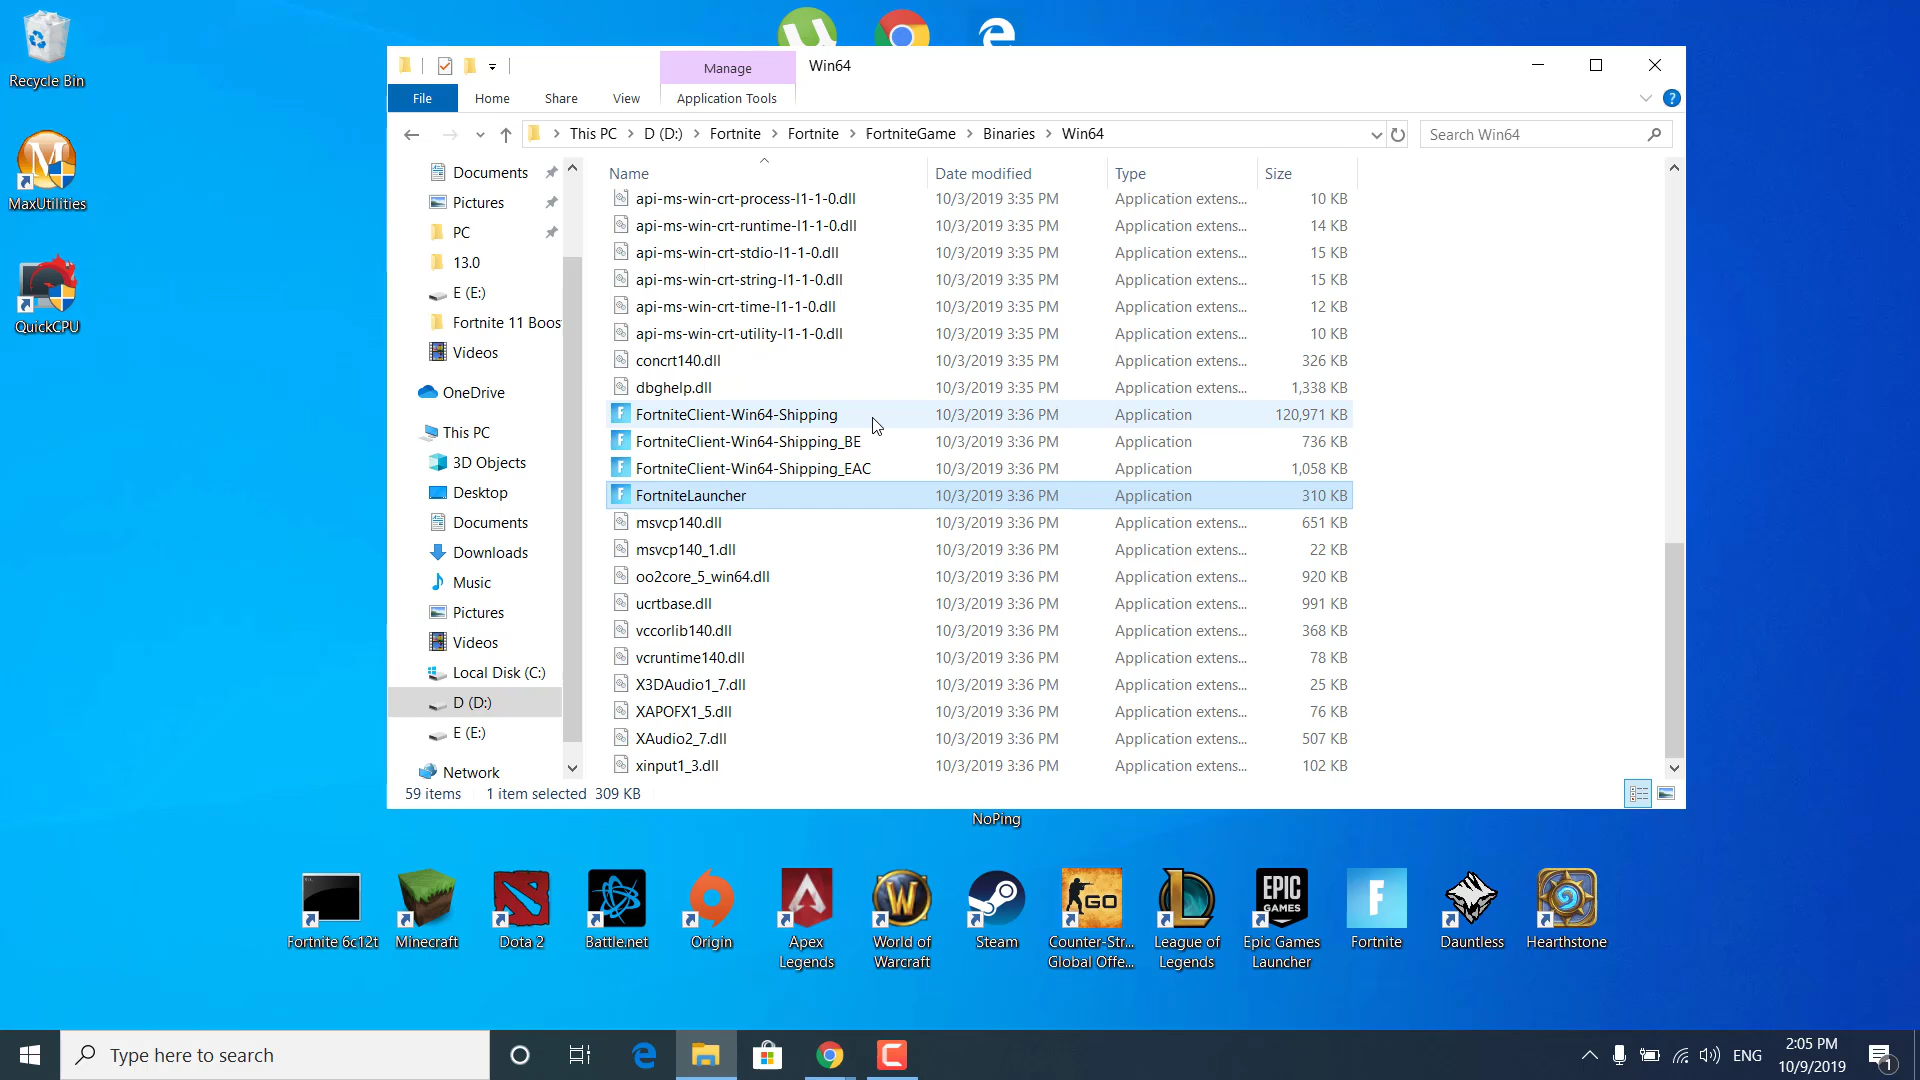 Recycle Bin
MaxUtilities
QuickCPU
Manage
Win64
File
Home
Share
View
Application Tools
This PC
D (D:)
Fortnite
Fortnite
FortniteGame
Binaries
Win64
Search Win64
Documents
Pictures
PC
13.0
E (E:)
Fortnite 11 Boos
Videos
OneDrive
This PC
3D Objects
Desktop
Documents
Downloads
Music
Pictures
Videos
Local Disk (C:)
D (D:)
E (E:)
Network
Name Date modified Type Size
api-ms-win-crt-process-l1-1-0.dll 10/3/2019 3:35 PM Application extens... 10 KB
api-ms-win-crt-runtime-l1-1-0.dll 10/3/2019 3:35 PM Application extens... 14 KB
api-ms-win-crt-stdio-l1-1-0.dll 10/3/2019 3:35 PM Application extens... 15 KB
api-ms-win-crt-string-l1-1-0.dll 10/3/2019 3:35 PM Application extens... 15 KB
api-ms-win-crt-time-l1-1-0.dll 10/3/2019 3:35 PM Application extens... 12 KB
api-ms-win-crt-utility-l1-1-0.dll 10/3/2019 3:35 PM Application extens... 10 KB
concrt140.dll 10/3/2019 3:35 PM Application extens... 326 KB
dbghelp.dll 10/3/2019 3:35 PM Application extens... 1,338 KB
FortniteClient-Win64-Shipping 10/3/2019 3:36 PM Application 120,971 KB
FortniteClient-Win64-Shipping_BE 10/3/2019 3:36 PM Application 736 KB
FortniteClient-Win64-Shipping_EAC 10/3/2019 3:36 PM Application 1,058 KB
FortniteLauncher 10/3/2019 3:36 PM Application 310 KB
msvcp140.dll 10/3/2019 3:36 PM Application extens... 651 KB
msvcp140_1.dll 10/3/2019 3:36 PM Application extens... 22 KB
oo2core_5_win64.dll 10/3/2019 3:36 PM Application extens... 920 KB
ucrtbase.dll 10/3/2019 3:36 PM Application extens... 991 KB
vccorlib140.dll 10/3/2019 3:36 PM Application extens... 368 KB
vcruntime140.dll 10/3/2019 3:36 PM Application extens... 78 KB
X3DAudio1_7.dll 10/3/2019 3:36 PM Application extens... 25 KB
XAPOFX1_5.dll 10/3/2019 3:36 PM Application extens... 76 KB
XAudio2_7.dll 10/3/2019 3:36 PM Application extens... 507 KB
xinput1_3.dll 10/3/2019 3:36 PM Application extens... 102 KB
59 items 1 item selected 309 KB
NoPing
GO
EPIC
GAMES
F
Fortnite 6c12t
Minecraft
Dota 2
Battle.net
Origin
Apex
Legends
World of
Warcraft
Steam
Counter-Str...
Global Offe...
League of
Legends
Epic Games
Launcher
Fortnite
Dauntless
Hearthstone
Type here to search
ENG
2:05 PM
10/9/2019
1